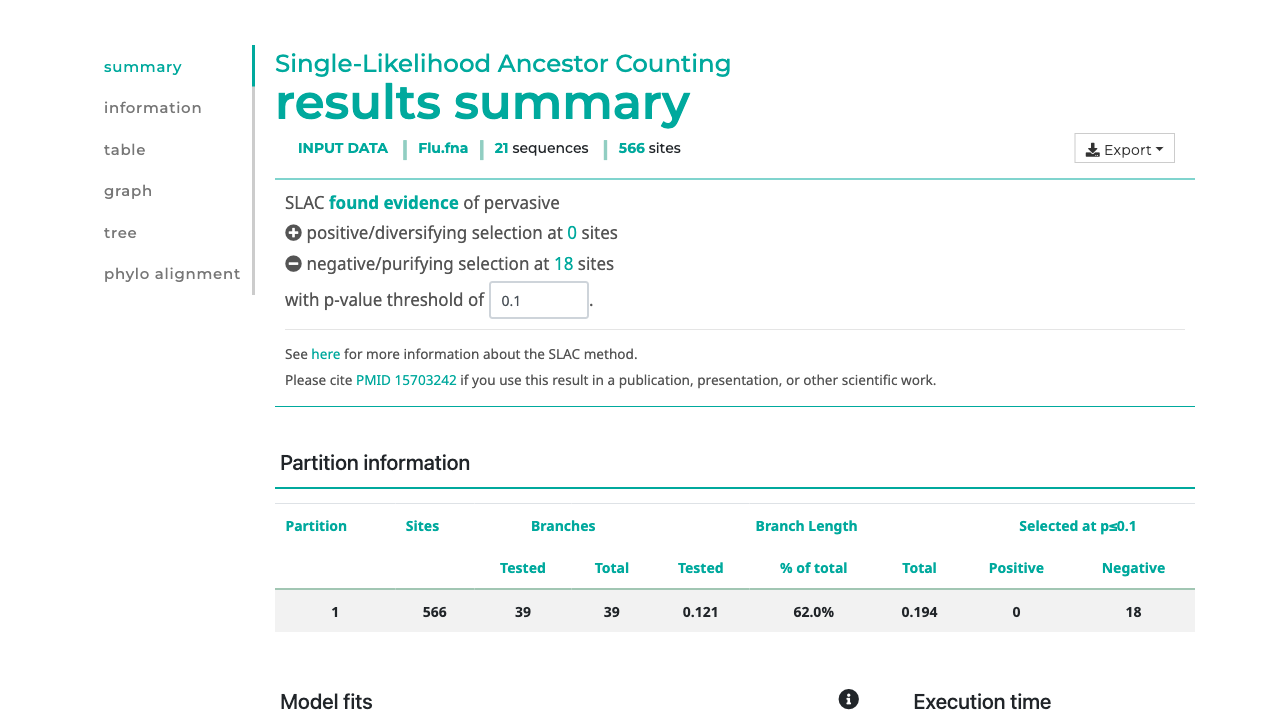 summary
information
table
graph
tree
phylo alignment
Single-Likelihood Ancestor Counting
results summary
INPUT DATA Flu.fna 21 sequences 566 sites
Export
SLAC found evidence of pervasive
positive/diversifying selection at 0 sites
negative/purifying selection at 18 sites
with p-value threshold of 0.1 .
See here for more information about the SLAC method.
Please cite PMID 15703242 if you use this result in a publication, presentation, or other scientific work.
Partition information
Partition Sites Branches Branch Length Selected at p≤0.1
Tested Total Tested % of total Total Positive Negative
1 566 39 39 0.121 62.0% 0.194 0 18
Model fits Execution time